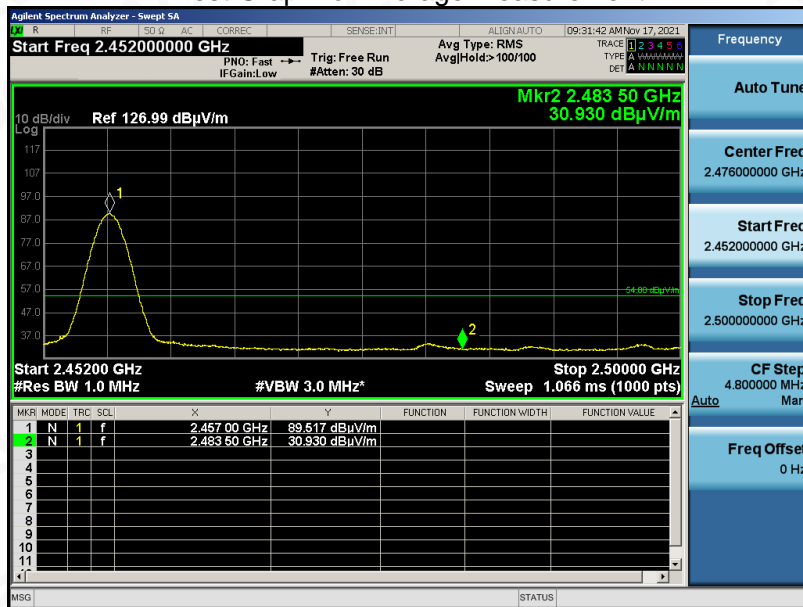 Agilent Spectrum Analyzer - Swept SA
LXI R RF 50 Ω AC CORREC SENSE:INT ALIGN AUTO 09:31:42 AM Nov 17, 2021
Start Freq 2.452000000 GHz
PNO: Fast
IFGain:Low
Trig: Free Run
#Atten: 30 dB
Avg Type: RMS
Avg|Hold:>100/100
TRACE 1 2 3 4 5 6
TYPE A WWWWW
DET A N N N N N
Frequency
Mkr2 2.483 50 GHz
30.930 dBµV/m
10 dB/div Ref 126.99 dBµV/m
Log
117
107
97.0
87.0
77.0
67.0
57.0
47.0
37.0
1
54.00 dBµV/m
2
Start 2.45200 GHz Stop 2.50000 GHz
#Res BW 1.0 MHz #VBW 3.0 MHz* Sweep 1.066 ms (1000 pts)
MKR MODE TRC SCL X Y FUNCTION FUNCTION WIDTH FUNCTION VALUE
1 N 1 f 2.457 00 GHz 89.517 dBµV/m
2 N 1 f 2.483 50 GHz 30.930 dBµV/m
3
4
5
6
7
8
9
10
11
MSG STATUS
Auto Tune
Center Freq
2.476000000 GHz
Start Freq
2.452000000 GHz
Stop Freq
2.500000000 GHz
CF Step
4.800000 MHz
Auto Man
Freq Offset
0 Hz